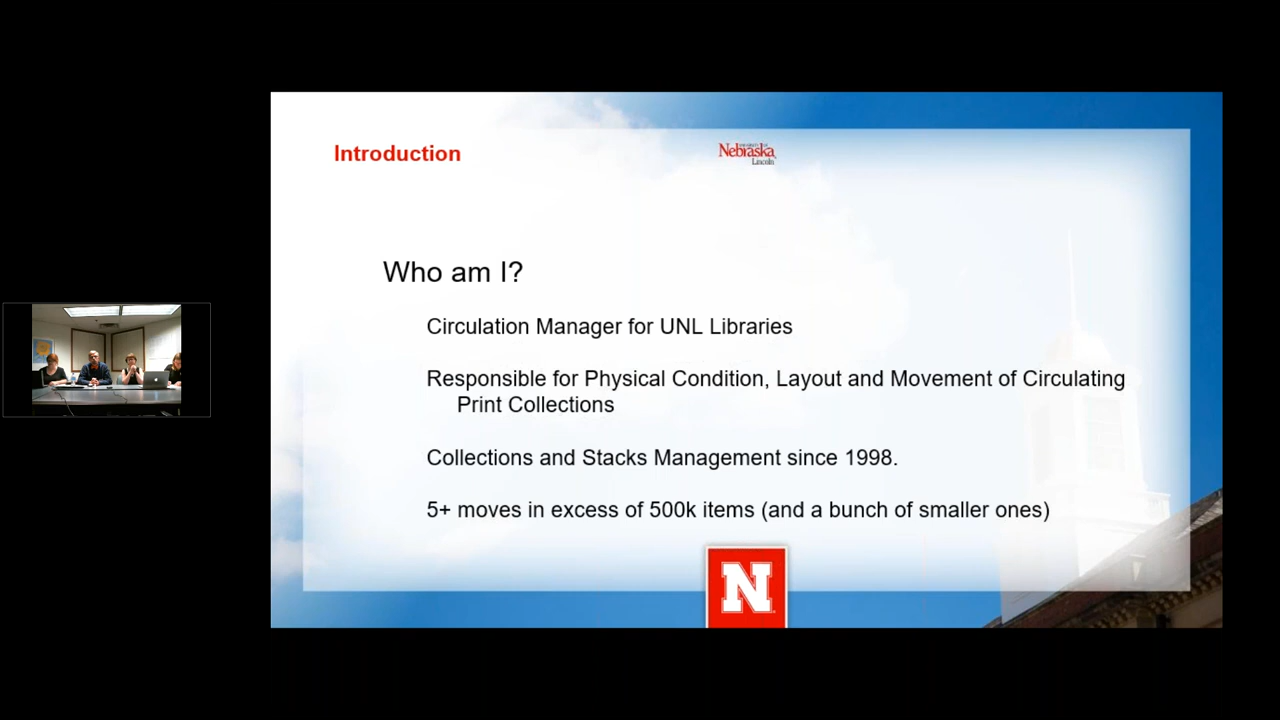 Introduction
Nebraska
Lincoln
Who am I?
Circulation Manager for UNL Libraries
Responsible for Physical Condition, Layout and Movement of Circulating
Print Collections
Collections and Stacks Management since 1998.
5+ moves in excess of 500k items (and a bunch of smaller ones)
N